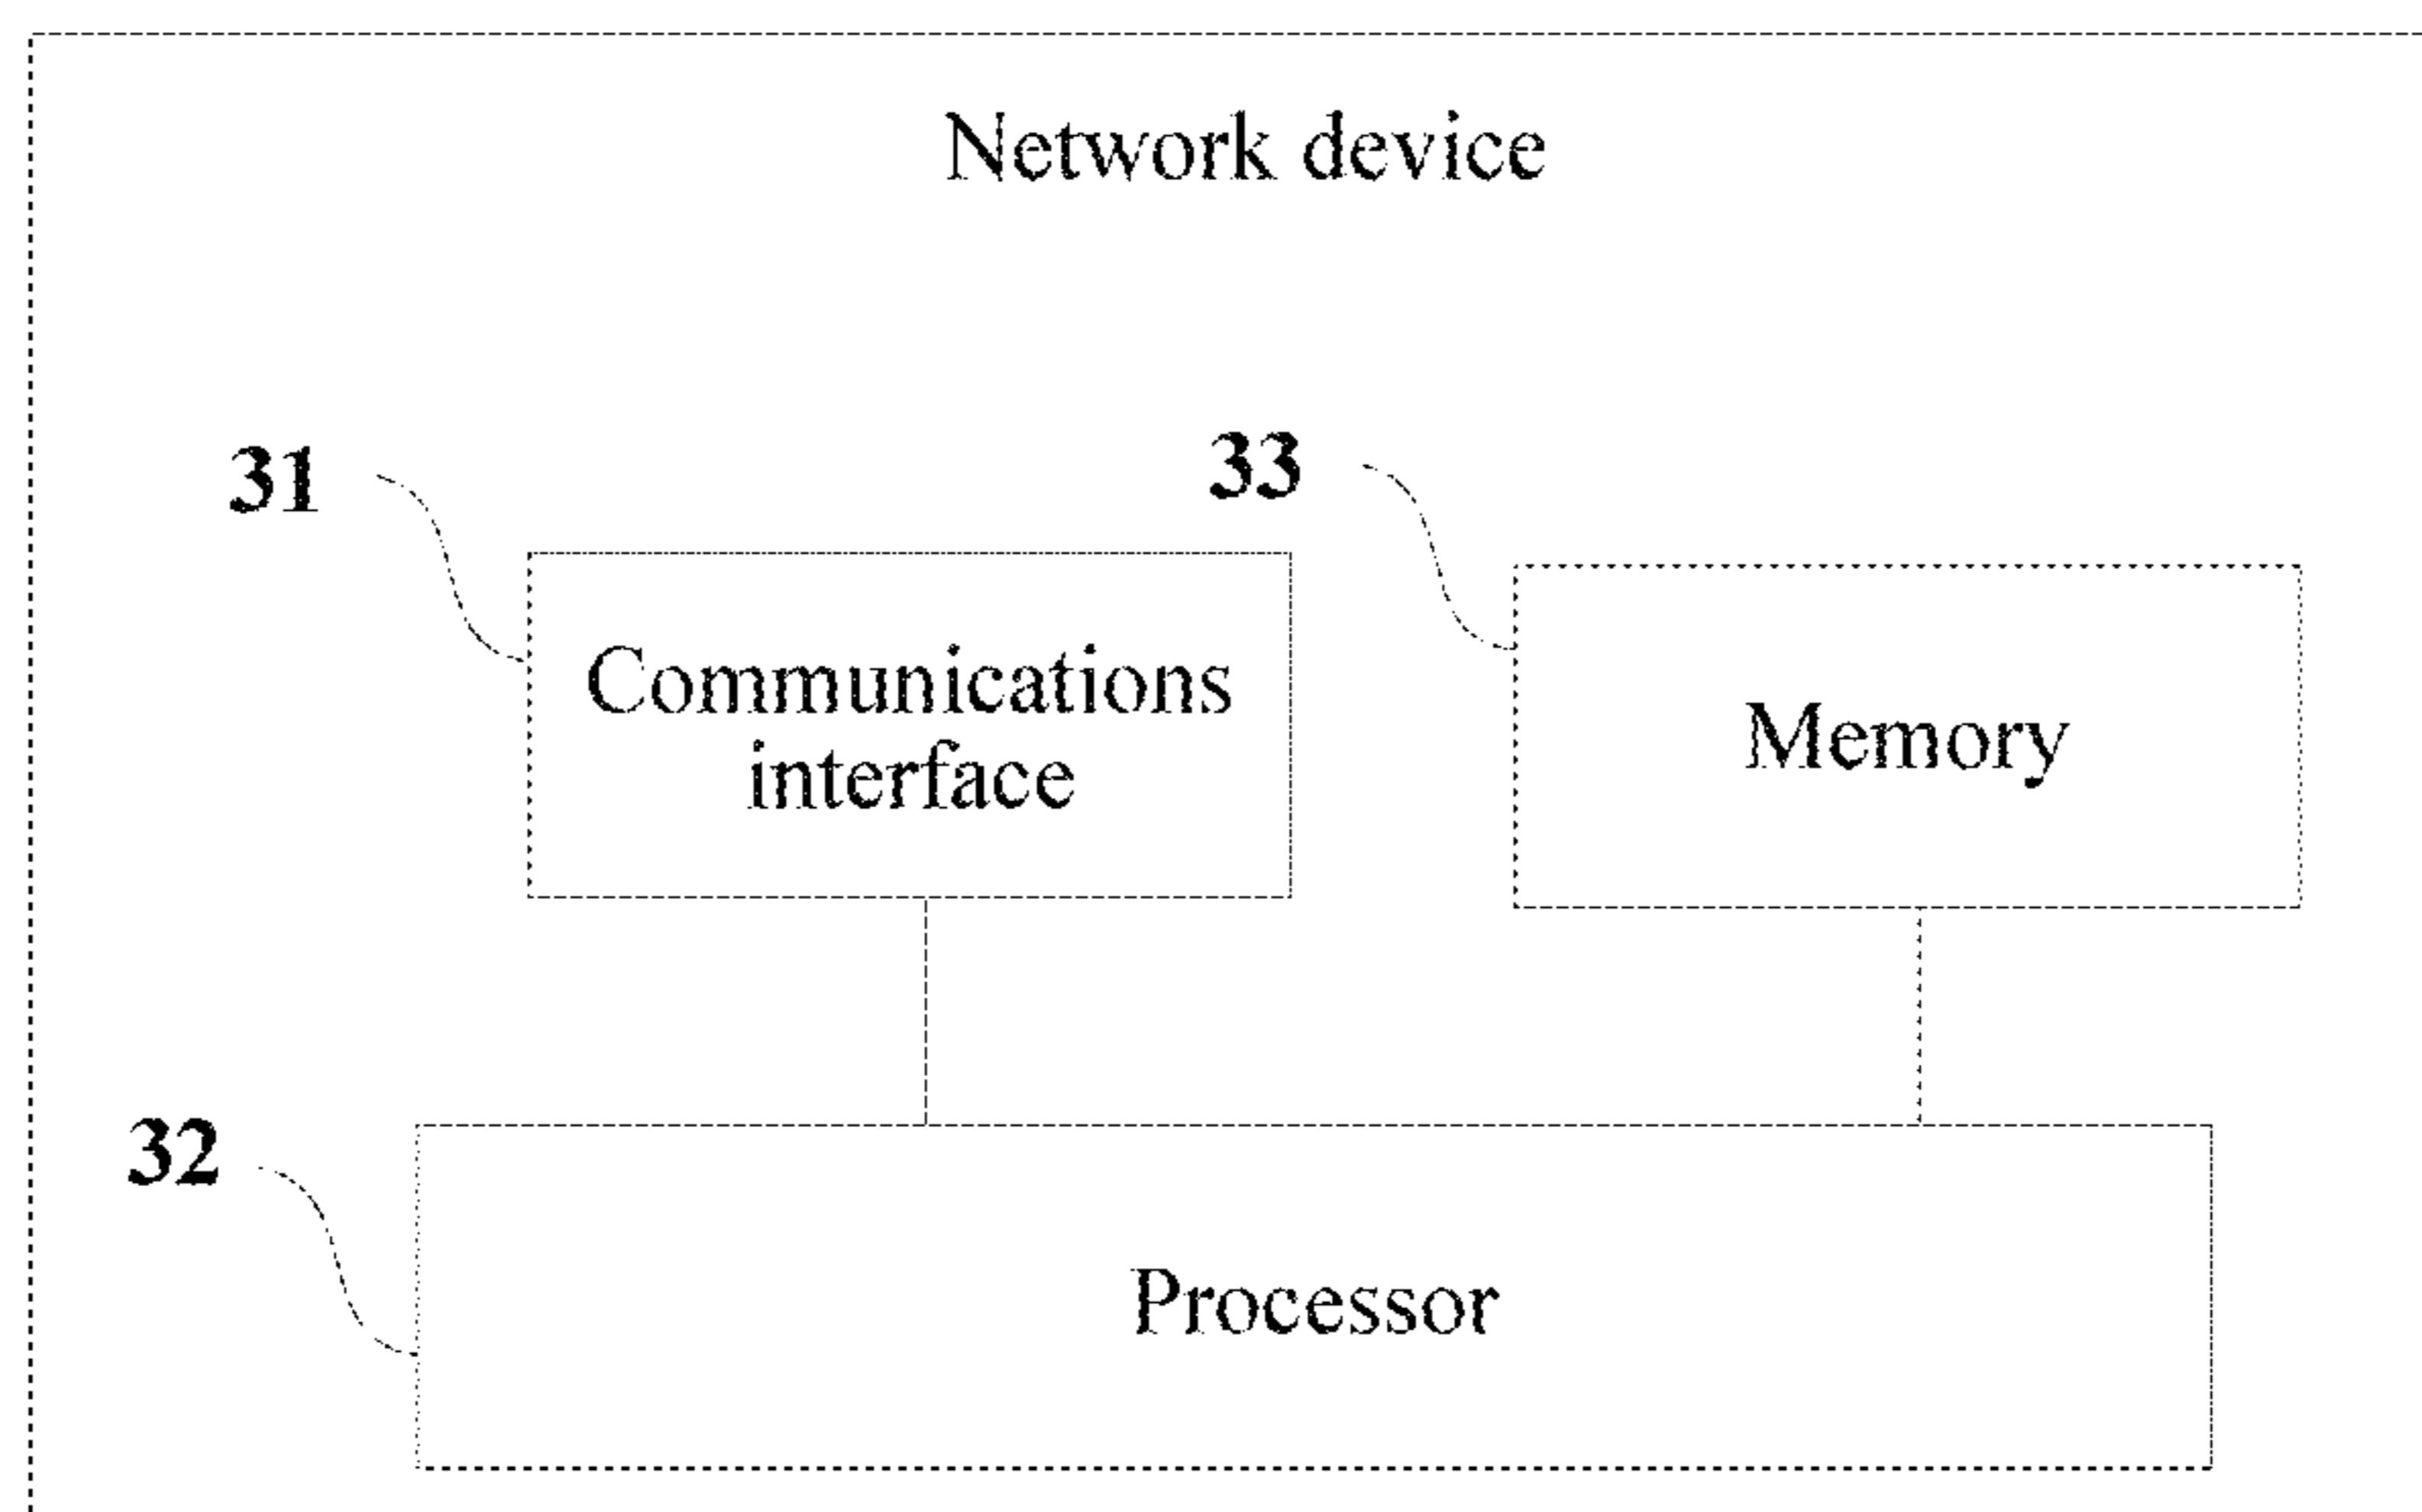 Network device
31
33
Communications
interface
Memory
32
Processor